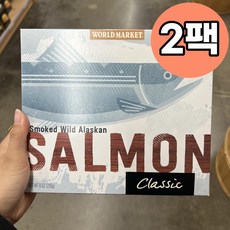 2팩
WORLD MARKET
Smoked Wild Alaskan
SALMON
Classic